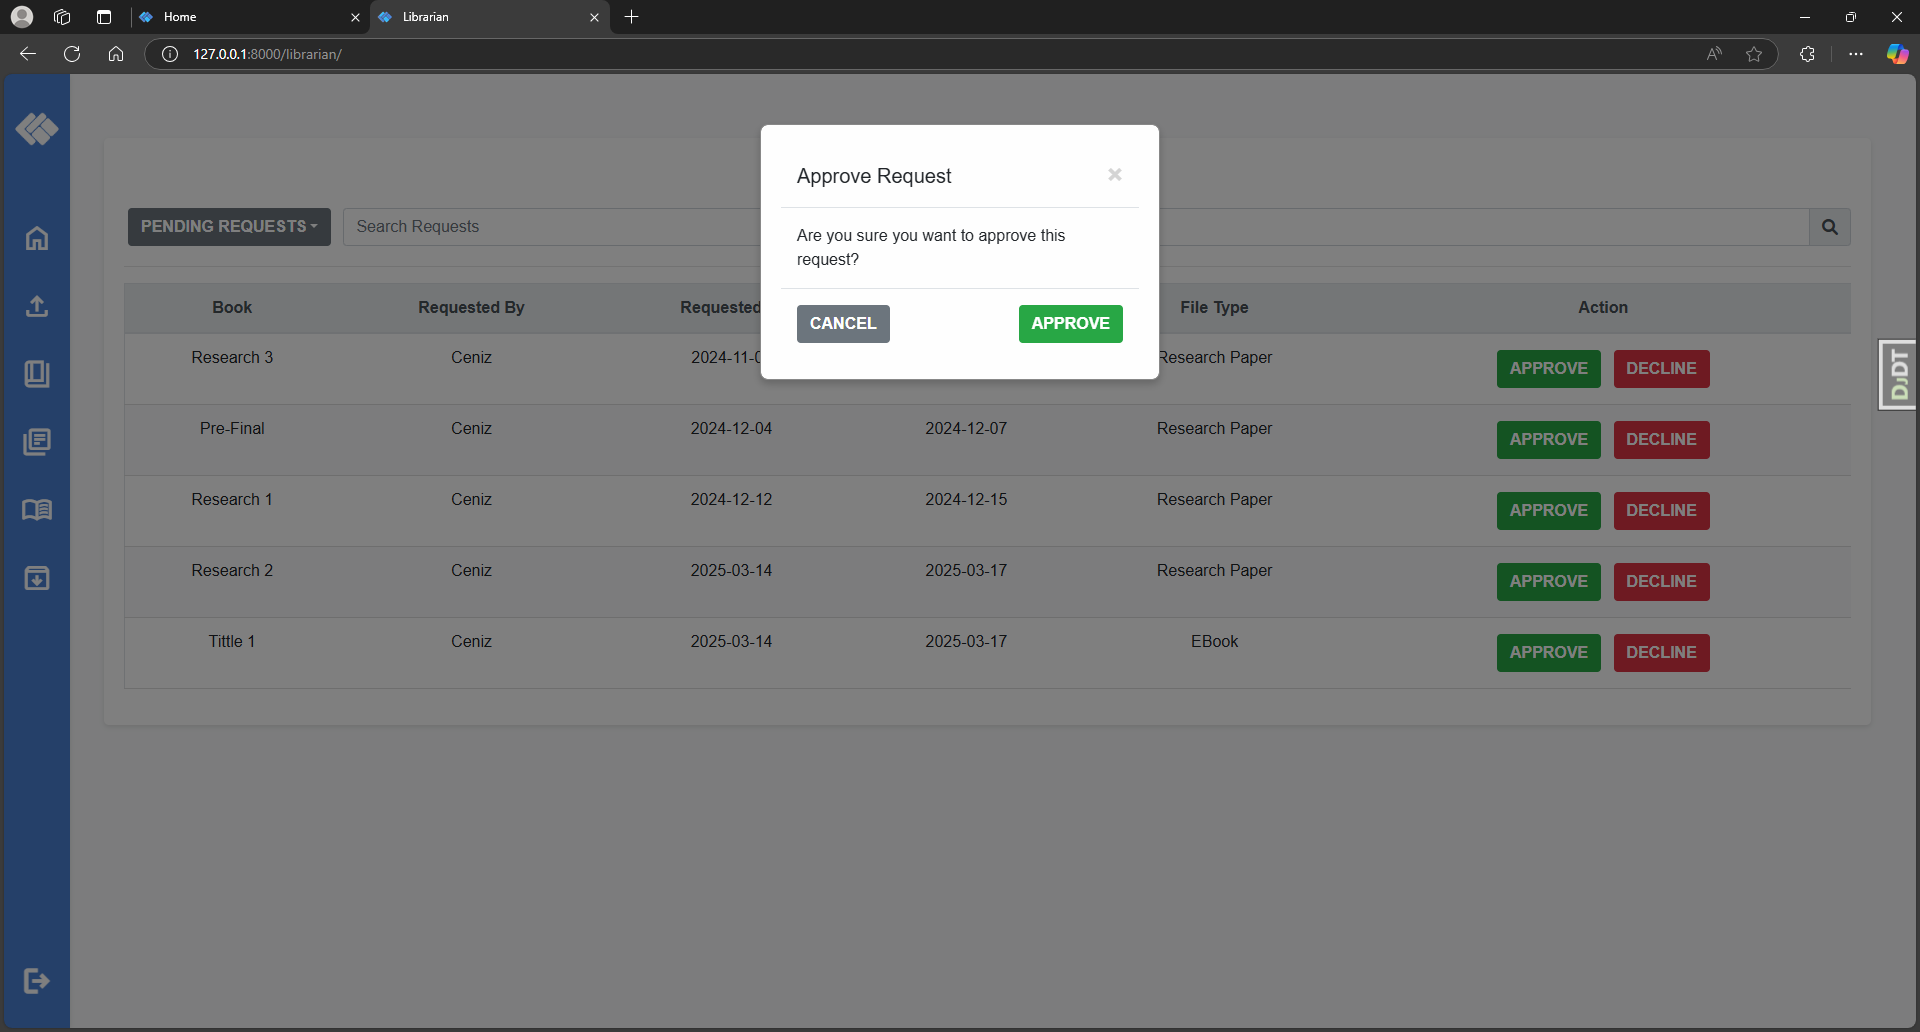 Home
Librarian
127.0.0.1:8000/librarian/
Approve Request
Are you sure you want to approve this
request?
CANCEL
APPROVE
PENDING REQUESTS
Search Requests
Book Requested By Requested File Type Action
Research 3 Ceniz 2024-11- Research Paper APPROVE DECLINE
Pre-Final Ceniz 2024-12-04 2024-12-07 Research Paper APPROVE DECLINE
Research 1 Ceniz 2024-12-12 2024-12-15 Research Paper APPROVE DECLINE
Research 2 Ceniz 2025-03-14 2025-03-17 Research Paper APPROVE DECLINE
Tittle 1 Ceniz 2025-03-14 2025-03-17 EBook APPROVE DECLINE
DJDT